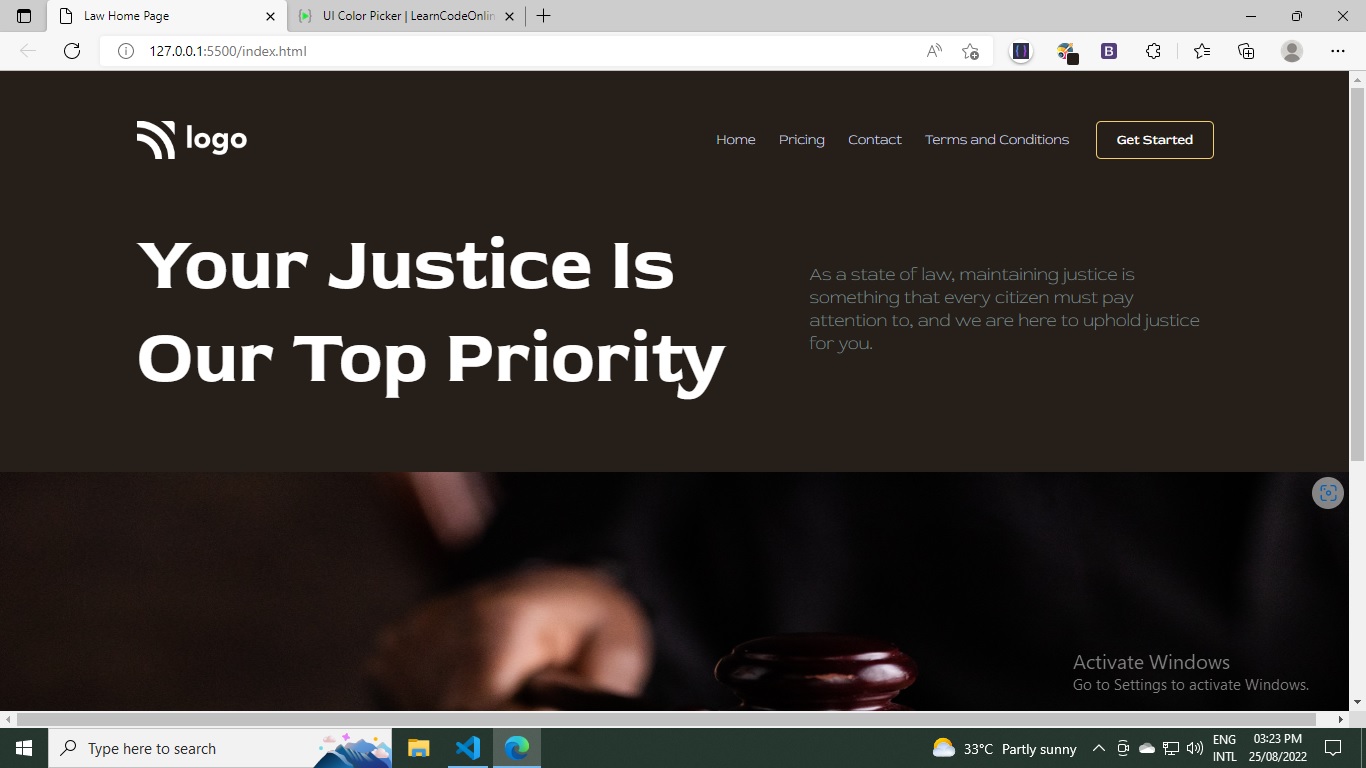 Law Home Page
UI Color Picker | LearnCodeOnlin
127.0.0.1:5500/index.html
logo
Home
Pricing
Contact
Terms and Conditions
Get Started
Your Justice Is
Our Top Priority
As a state of law, maintaining justice is
something that every citizen must pay
attention to, and we are here to uphold justice
for you.
Activate Windows
Go to Settings to activate Windows.
Type here to search
33°C Partly sunny
ENG
INTL
03:23 PM
25/08/2022